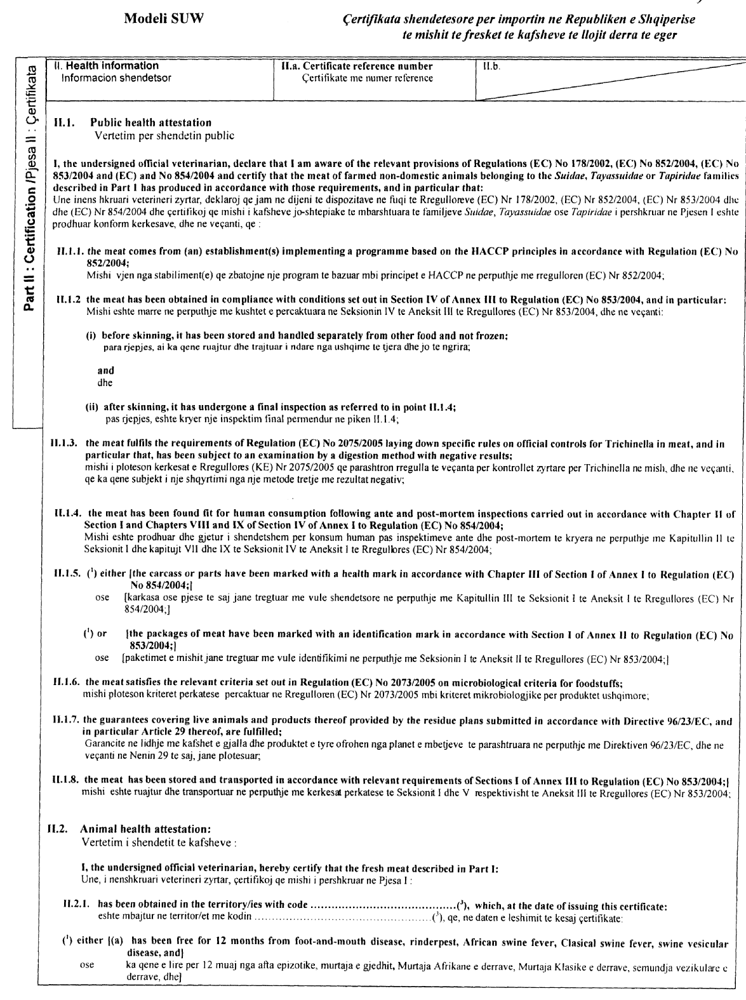 Modeli SUW
Çertifikata shendetesore per importin ne Republiken e Shqiperise
te mishit te fresket te kafsheve te llojit derra te eger
Part II : Certification /Pjesa II : Çertifikata
II. Health information
Informacion shendetsor
II.a. Certificate reference number
Çertifikate me numer reference
II.b.
II.1. Public health attestation
Vertetim per shendetin public
I, the undersigned official veterinarian, declare that I am aware of the relevant provisions of Regulations (EC) No 178/2002, (EC) No 852/2004, (EC) No
853/2004 and (EC) and No 854/2004 and certify that the meat of farmed non-domestic animals belonging to the Suidae, Tayassuidae or Tapiridae families
described in Part I has produced in accordance with those requirements, and in particular that:
Une inens hkruari veterineri zyrtar, deklaroj qe jam ne dijeni te dispozitave ne fuqi te Rregulloreve (EC) Nr 178/2002, (EC) Nr 852/2004, (EC) Nr 853/2004 dhe
dhe (EC) Nr 854/2004 dhe çertifikoj qe mishi i kafsheve jo-shtepiake te mbarshtuara te familjeve Suidae, Tayassuidae ose Tapiridae i pershkruar ne Pjesen I eshte
prodhuar konform kerkesave, dhe ne veçanti, qe :
II.1.1. the meat comes from (an) establishment(s) implementing a programme based on the HACCP principles in accordance with Regulation (EC) No
852/2004;
Mishi vjen nga stabiliment(e) qe zbatojne nje program te bazuar mbi principet e HACCP ne perputhje me rregulloren (EC) Nr 852/2004;
II.1.2 the meat has been obtained in compliance with conditions set out in Section IV of Annex III to Regulation (EC) No 853/2004, and in particular:
Mishi eshte marre ne perputhje me kushtet e percaktuara ne Seksionin IV te Aneksit III te Rregullores (EC) Nr 853/2004, dhe ne veçanti:
(i) before skinning, it has been stored and handled separately from other food and not frozen;
para rjepjes, ai ka qene ruajtur dhe trajtuar i ndare nga ushqime te tjera dhe jo te ngrira;
and
dhe
(ii) after skinning, it has undergone a final inspection as referred to in point II.1.4;
pas rjepjes, eshte kryer nje inspektim final permendur ne piken II.1.4;
II.1.3. the meat fulfils the requirements of Regulation (EC) No 2075/2005 laying down specific rules on official controls for Trichinella in meat, and in
particular that, has been subject to an examination by a digestion method with negative results;
mishi i ploteson kerkesat e Rregullores (KE) Nr 2075/2005 qe parashtron rregulla te veçanta per kontrollet zyrtare per Trichinella ne mish, dhe ne veçanti,
qe ka qene subjekt i nje shqyrtimi nga nje metode tretje me rezultat negativ;
II.1.4. the meat has been found fit for human consumption following ante and post-mortem inspections carried out in accordance with Chapter II of
Section I and Chapters VIII and IX of Section IV of Annex I to Regulation (EC) No 854/2004;
Mishi eshte prodhuar dhe gjetur i shendetshem per konsum human pas inspektimeve ante dhe post-mortem te kryera ne perputhje me Kapitullin II te
Seksionit I dhe kapitujt VII dhe IX te Seksionit IV te Aneksit I te Rregullores (EC) Nr 854/2004;
II.1.5. (¹) either [the carcass or parts have been marked with a health mark in accordance with Chapter III of Section I of Annex I to Regulation (EC)
No 854/2004;]
ose [karkasa ose pjese te saj jane tregtuar me vule shendetsore ne perputhje me Kapitullin III te Seksionit I te Aneksit I te Rregullores (EC) Nr
854/2004;]
(¹) or [the packages of meat have been marked with an identification mark in accordance with Section I of Annex II to Regulation (EC) No
853/2004;]
ose [paketimet e mishit jane tregtuar me vule identifikimi ne perputhje me Seksionin I te Aneksit II te Rregullores (EC) Nr 853/2004;]
II.1.6. the meat satisfies the relevant criteria set out in Regulation (EC) No 2073/2005 on microbiological criteria for foodstuffs;
mishi ploteson kriteret perkatese percaktuar ne Rregulloren (EC) Nr 2073/2005 mbi kriteret mikrobiologjike per produktet ushqimore;
II.1.7. the guarantees covering live animals and products thereof provided by the residue plans submitted in accordance with Directive 96/23/EC, and
in particular Article 29 thereof, are fulfilled;
Garancite ne lidhje me kafshet e gjalla dhe produktet e tyre ofrohen nga planet e mbetjeve te parashtruara ne perputhje me Direktiven 96/23/EC, dhe ne
veçanti ne Nenin 29 te saj, jane plotesuar;
II.1.8. the meat has been stored and transported in accordance with relevant requirements of Sections I of Annex III to Regulation (EC) No 853/2004;]
mishi eshte ruajtur dhe transportuar ne perputhje me kerkesat perkatese te Seksionit I dhe V respektivisht te Aneksit III te Rregullores (EC) Nr 853/2004;
II.2. Animal health attestation:
Vertetim i shendetit te kafsheve :
I, the undersigned official veterinarian, hereby certify that the fresh meat described in Part I:
Une, i nenshkruari veterineri zyrtar, çertifikoj qe mishi i pershkruar ne Pjesa I :
II.2.1. has been obtained in the territory/ies with code ..........................................(³), which, at the date of issuing this certificate:
eshte mbajtur ne territor/et me kodin ..................................................(³), qe, ne daten e leshimit te kesaj çertifikate:
(¹) either [(a) has been free for 12 months from foot-and-mouth disease, rinderpest, African swine fever, Clasical swine fever, swine vesicular
disease, and]
ose ka qene e lire per 12 muaj nga afta epizotike, murtaja e gjedhit, Murtaja Afrikane e derrave, Murtaja Klasike e derrave, semundja vezikulare e
derrave, dhe]